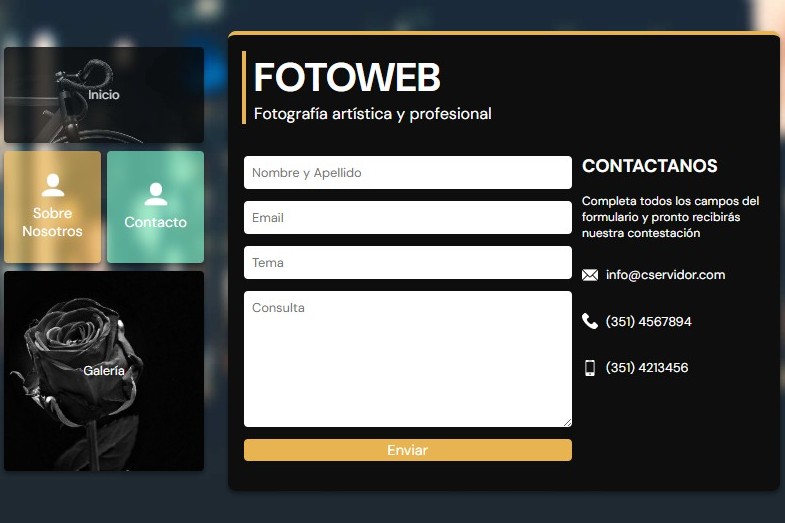 Inicio
Sobre
Nosotros
Contacto
Galería
FOTOWEB
Fotografía artística y profesional
Nombre y Apellido
Email
Tema
Consulta
Enviar
CONTACTANOS
Completa todos los campos del
formulario y pronto recibirás
nuestra contestación
info@cservidor.com
(351) 4567894
(351) 4213456